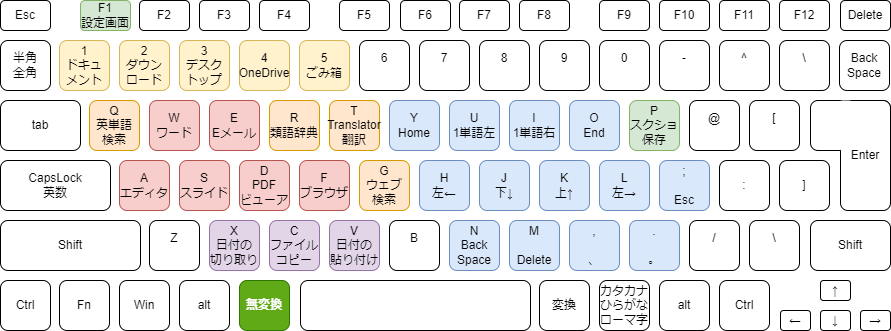 Esc
F1
設定画面
F2
F3
F4
F5
F6
F7
F8
F9
F10
F11
F12
Delete
半角
全角
1
ドキュ
メント
2
ダウン
ロード
3
デスク
トップ
4
OneDrive
5
ごみ箱
6
7
8
9
0
-
^
\
Back
Space
tab
Q
英単語
検索
W
ワード
E
Eメール
R
類語辞典
T
Translator
翻訳
Y
Home
U
1単語左
I
1単語右
O
End
P
スクショ
保存
@
[
Enter
CapsLock
英数
A
エディタ
S
スライド
D
PDF
ビューア
F
ブラウザ
G
ウェブ
検索
H
左←
J
下↓
K
上↑
L
左→
;
Esc
:
]
Shift
Z
X
日付の
切り取り
C
ファイル
コピー
V
日付の
貼り付け
B
N
Back
Space
M
Delete
,
、
.
。
/
\
Shift
Ctrl
Fn
Win
alt
無変換
変換
カタカナ
ひらがな
ローマ字
alt
Ctrl
↑
←
↓
→